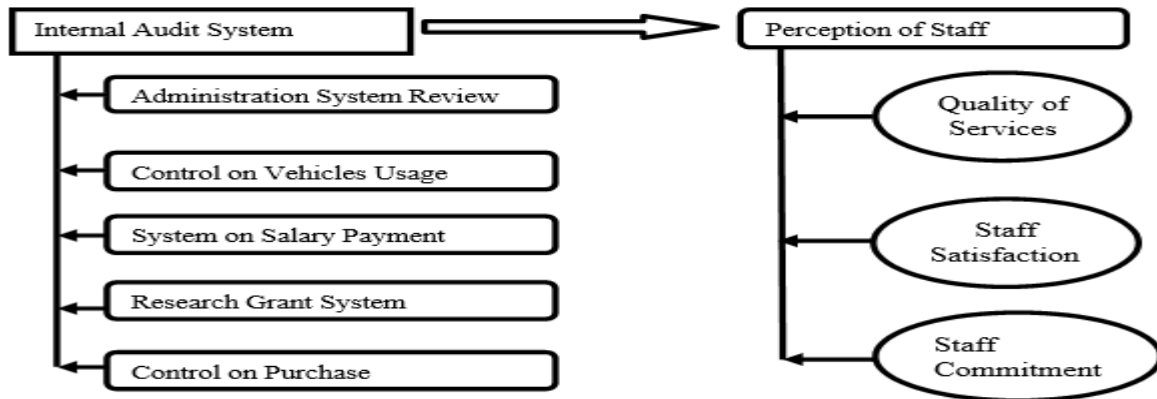 Internal Audit System
Administration System Review
Control on Vehicles Usage
System on Salary Payment
Research Grant System
Control on Purchase
Perception of Staff
Quality of
Services
Staff
Satisfaction
Staff
Commitment